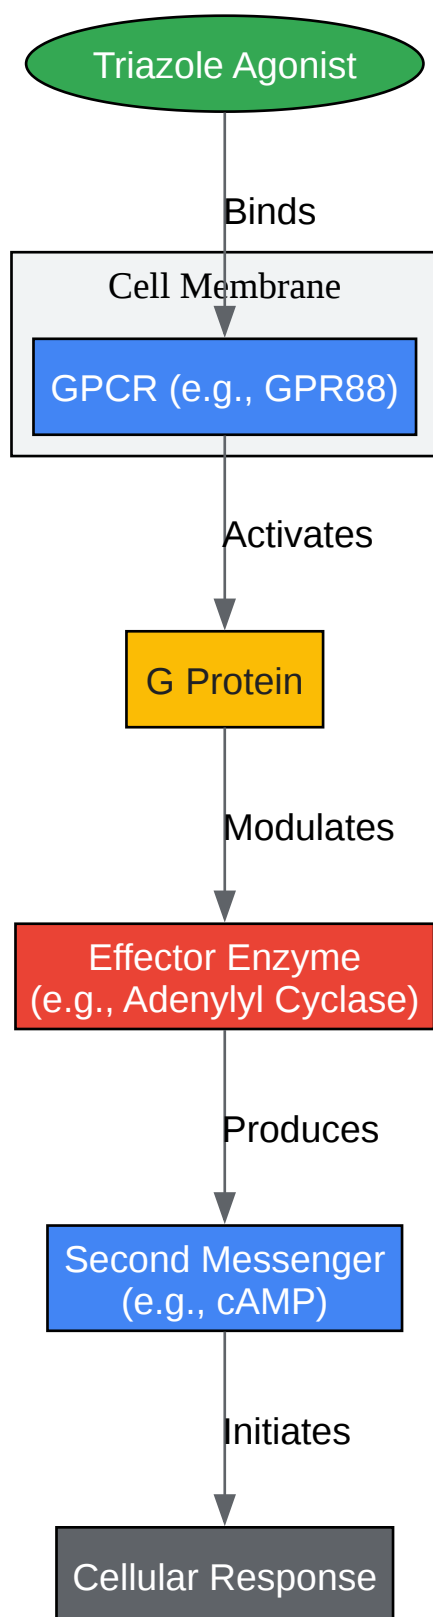 Triazole Agonist
Binds
Cell Membrane
GPCR (e.g., GPR88)
Activates
G Protein
Modulates
Effector Enzyme
(e.g., Adenylyl Cyclase)
Produces
Second Messenger
(e.g., cAMP)
Initiates
Cellular Response